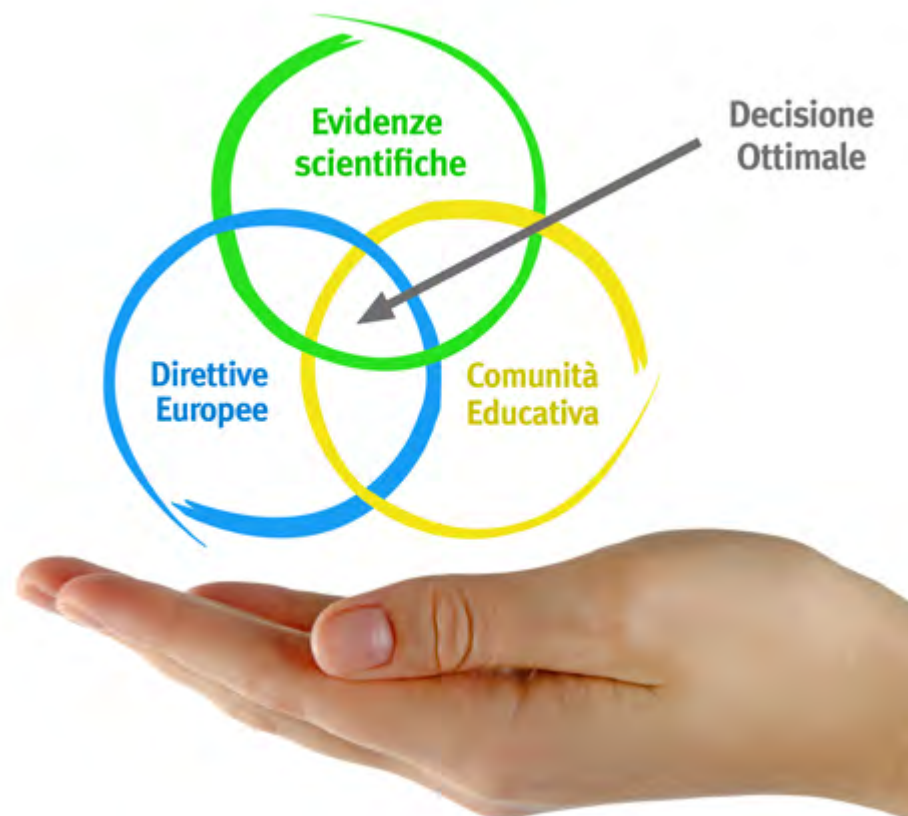 Evidenze
scientifiche
Decisione
Ottimale
Direttive
Europee
Comunità
Educativa